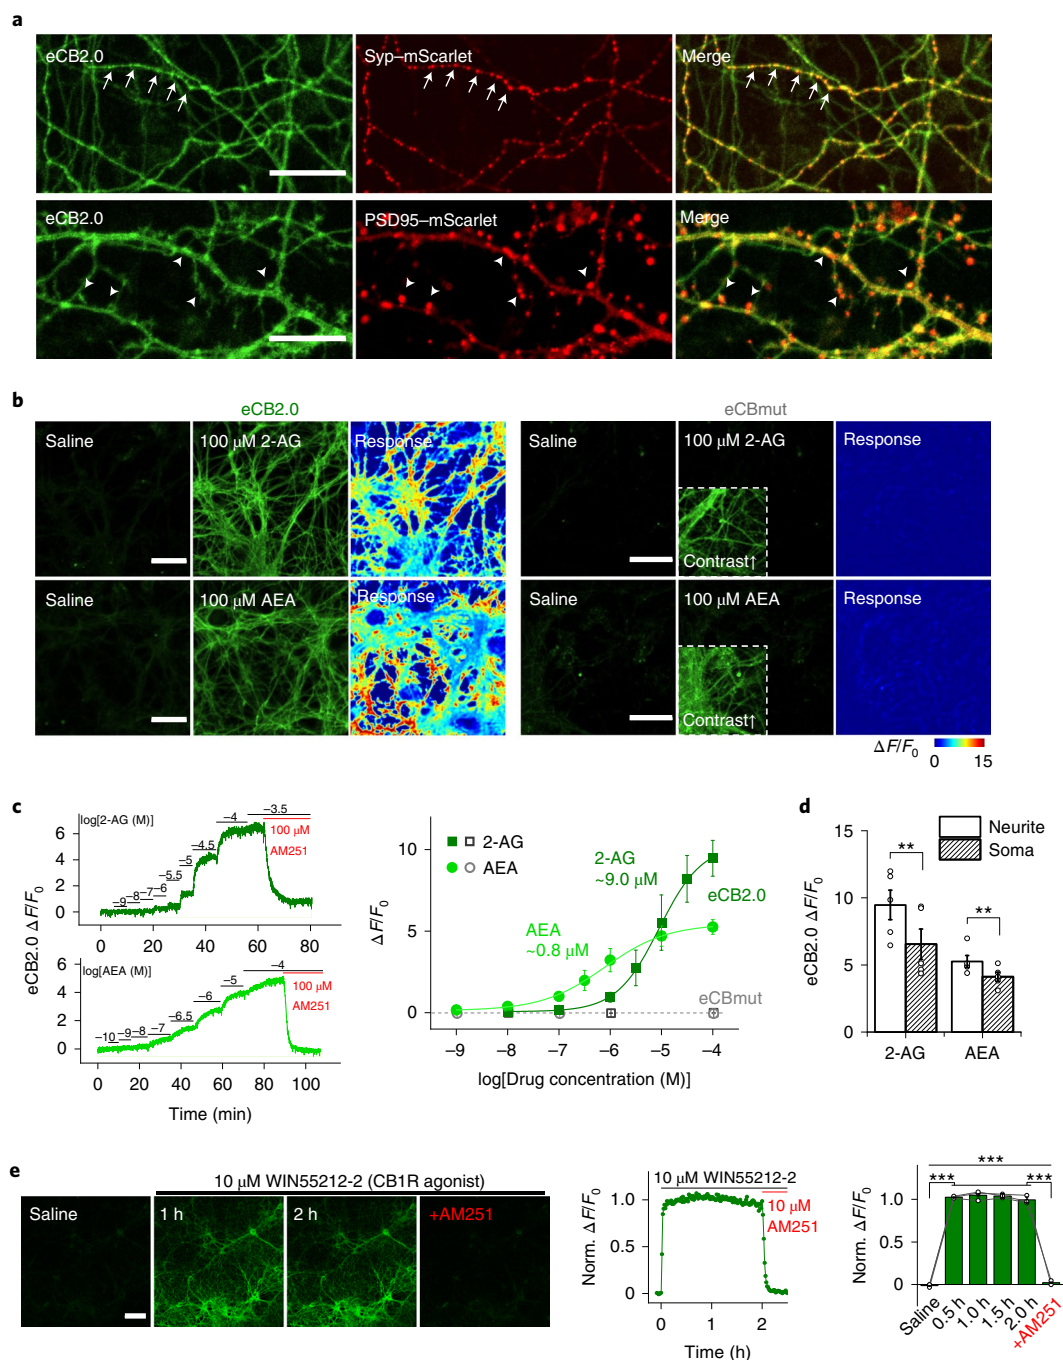 a
eCB2.0
Syp–mScarlet
Merge
eCB2.0
PSD95–mScarlet
Merge
b
eCB2.0
eCBmut
Saline
100 μM 2-AG
Response
Saline
100 μM 2-AG
Contrast↑
Response
Saline
100 μM AEA
Response
Saline
100 μM AEA
Contrast↑
Response
ΔF/F0
0 15
c
eCB2.0 ΔF/F0
log[2-AG (M)]
–9 –8 –7 –6 –5.5 –5 –4.5 –4 –3.5
100 μM
AM251
6
4
2
0
0 20 40 60 80
log[AEA (M)]
–10 –9 –8 –7 –6.5 –6 –5 –4
100 μM
AM251
6
4
2
0
0 20 40 60 80 100
Time (min)
ΔF/F0
10
5
0
2-AG
AEA
2-AG
~9.0 μM
eCB2.0
AEA
~0.8 μM
eCBmut
–9 –8 –7 –6 –5 –4
log[Drug concentration (M)]
d
eCB2.0 ΔF/F0
15
10
5
0
Neurite
Soma
**
**
2-AG AEA
e
10 μM WIN55212-2 (CB1R agonist)
Saline
1 h
2 h
+AM251
Norm. ΔF/F0
10 μM WIN55212-2
10 μM
AM251
1.0
0.5
0
0 1 2
Time (h)
Norm. ΔF/F0
***
*** ***
1.0
0.5
0
Saline
0.5 h
1.0 h
1.5 h
2.0 h
+AM251